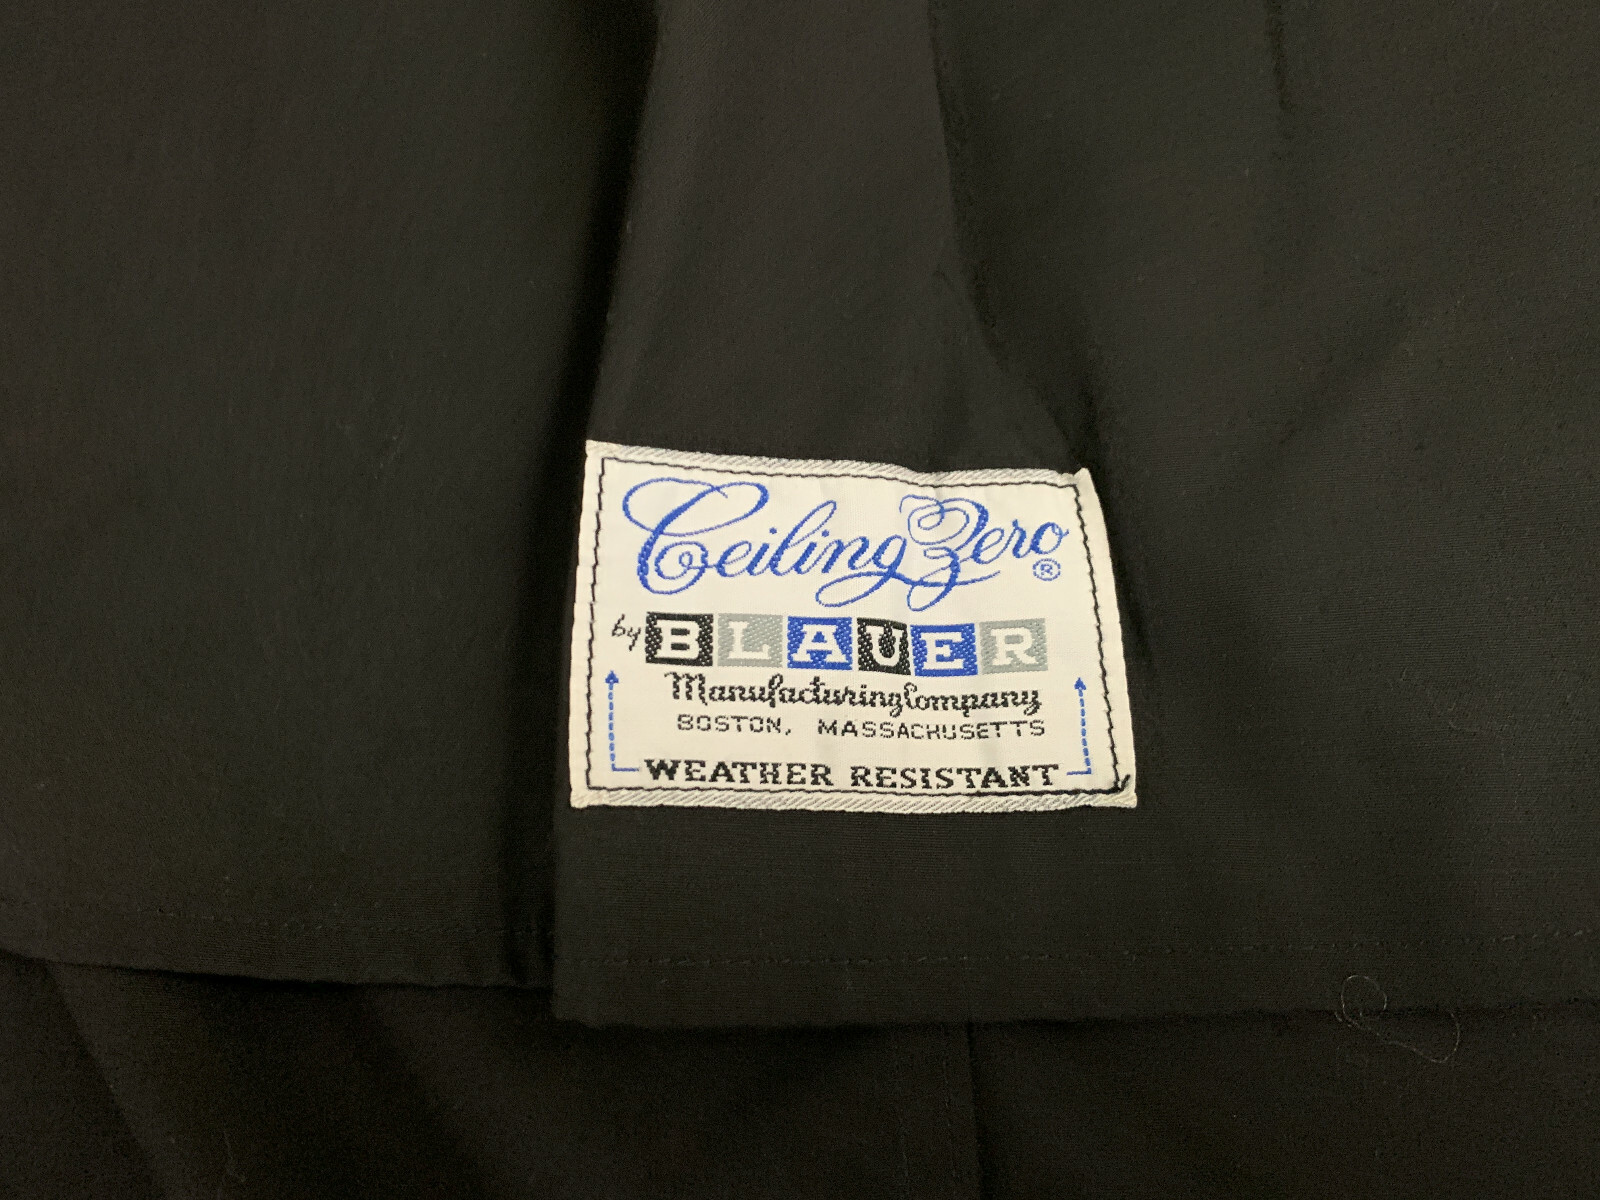 Ceiling Zero ®
by BLAUER
Manufacturing Company
BOSTON, MASSACHUSETTS
WEATHER RESISTANT